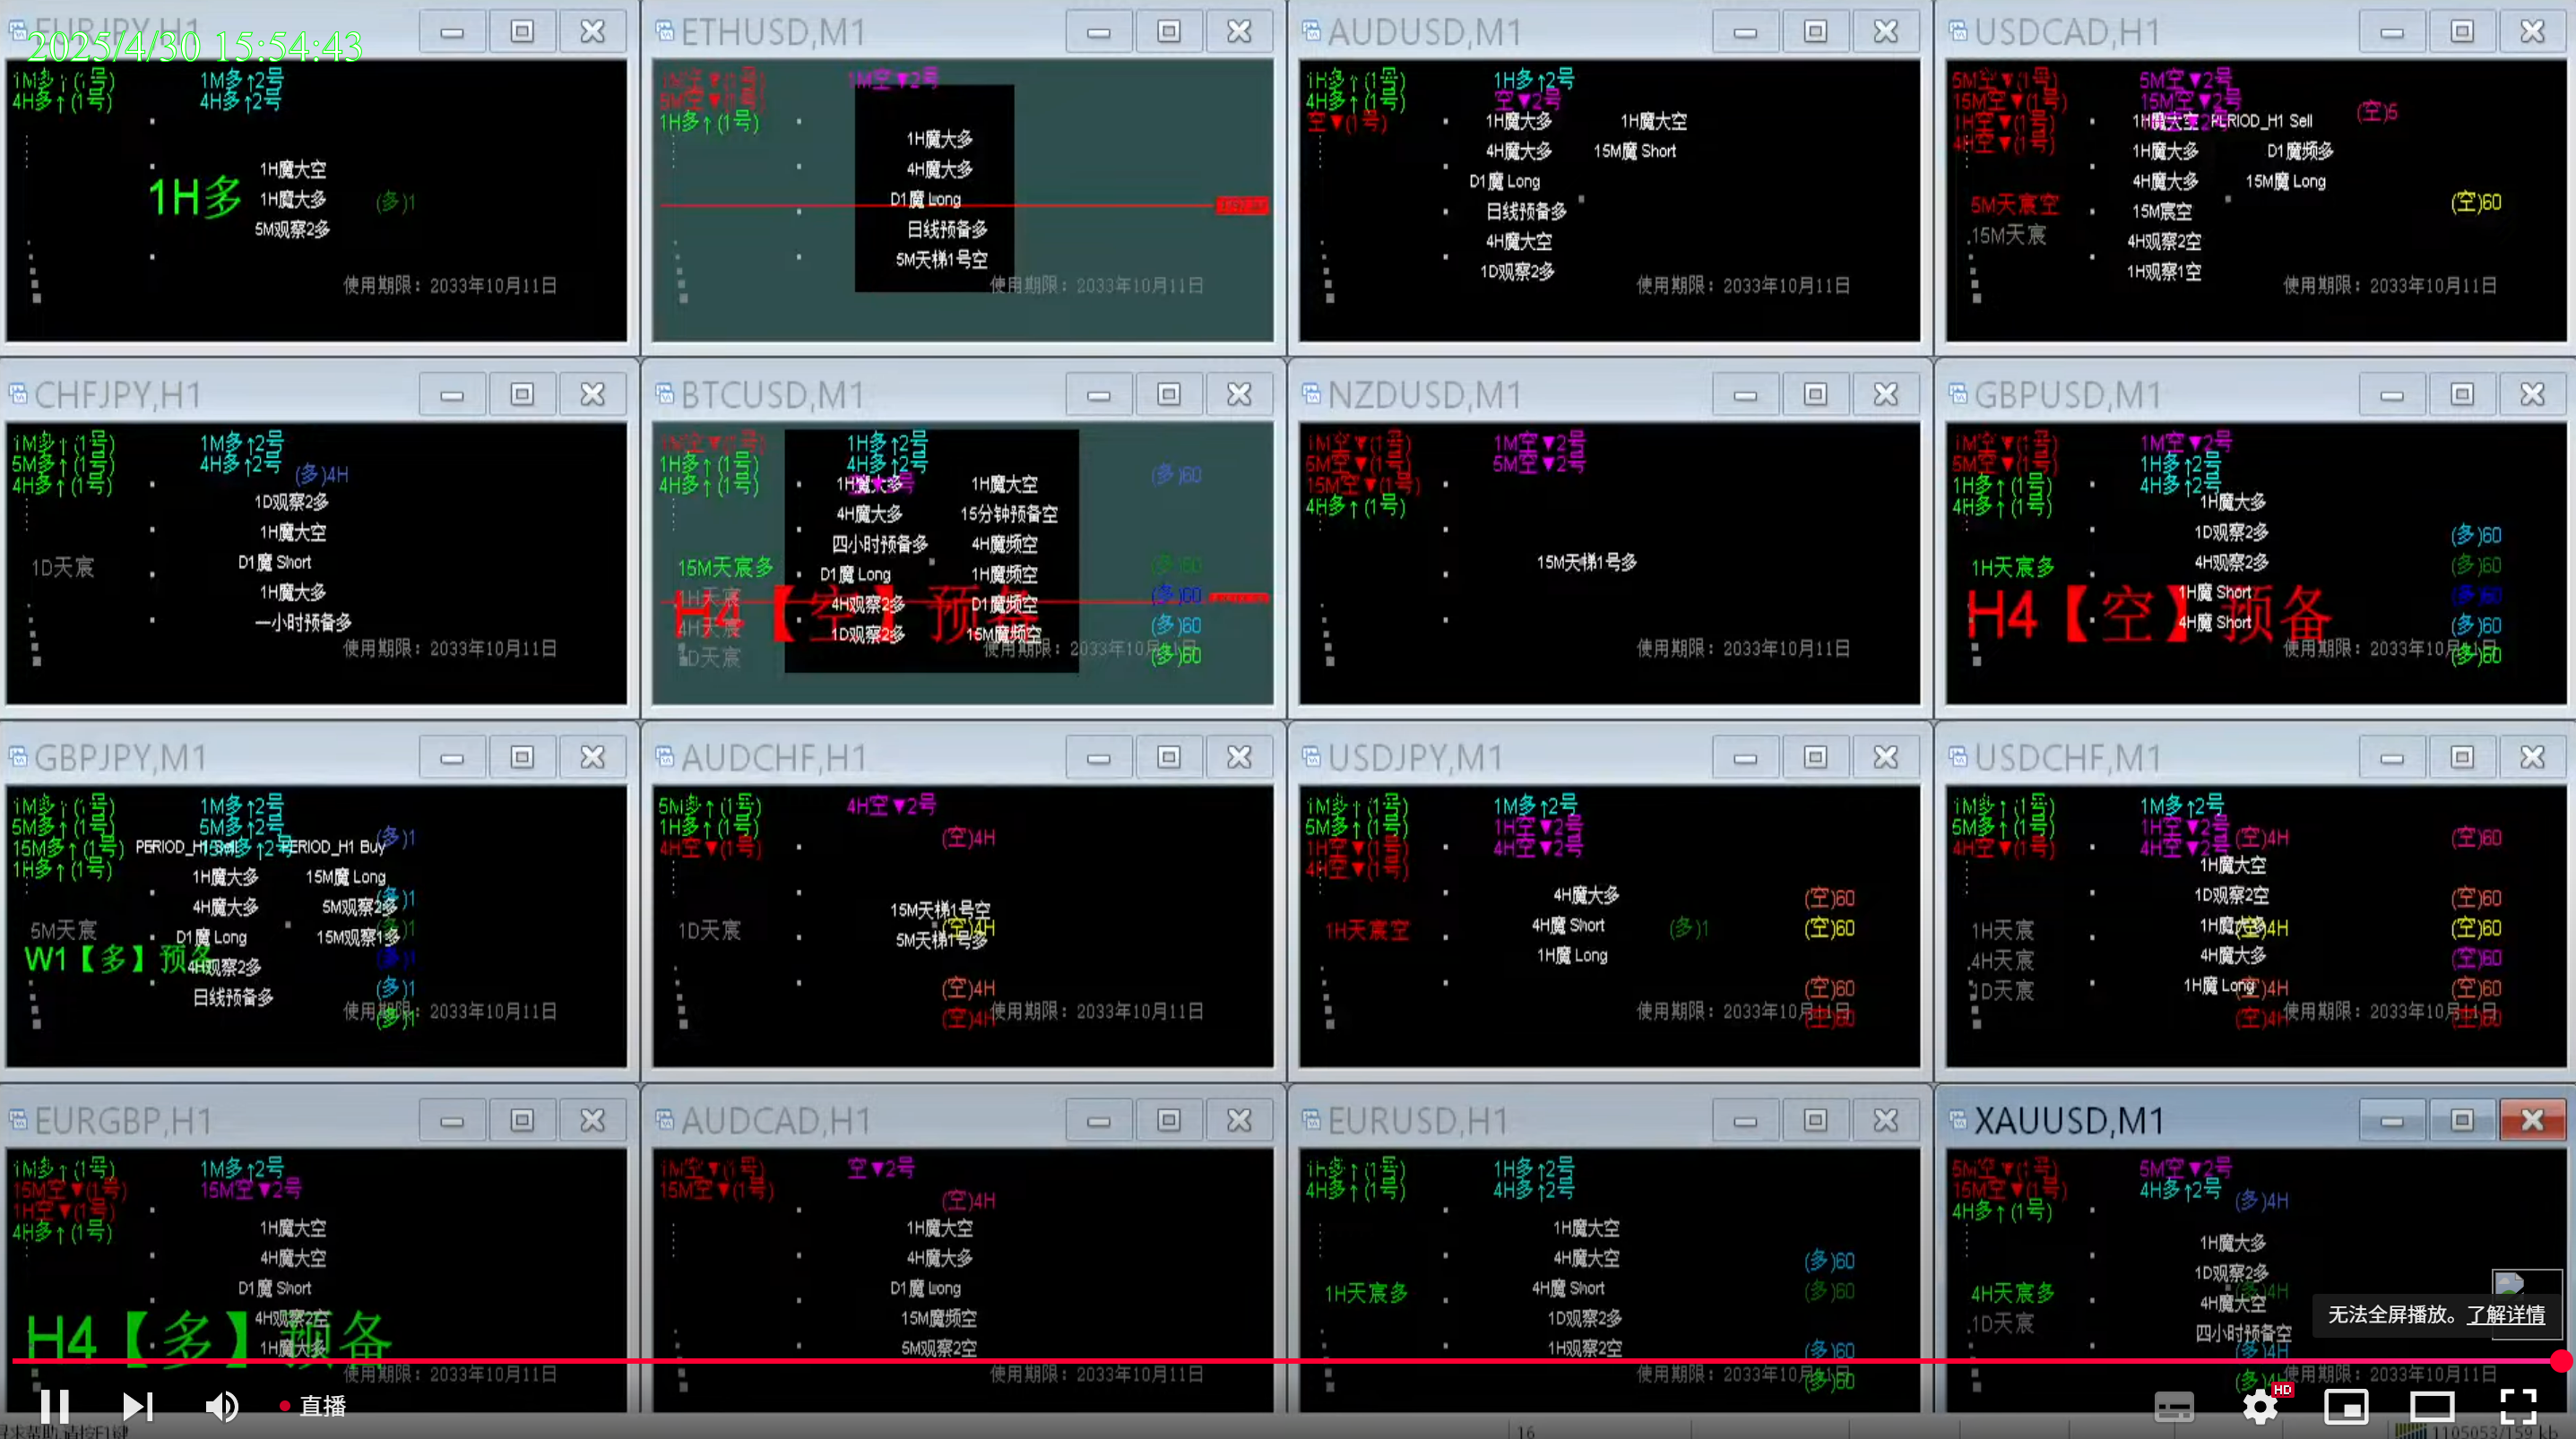 EURJPY,H1
2025/4/30 15:54:43
1M多↑(1号) 1M多↑2号
4H多↑(1号) 4H多↑2号
1H多
1H魔大空
1H魔大多 (多)1
5M观察2多
使用期限：2033年10月11日
ETHUSD,M1
1M空▼(1号) 1M空▼2号
5M空▼(1号)
1H多↑(1号)
1H魔大多
4H魔大多
D1魔 Long
日线预备多
5M天梯1号空
使用期限：2033年10月11日
AUDUSD,M1
1H多↑(1号) 1H多↑2号
4H多↑(1号) 空▼2号
空▼(1号)
1H魔大多 1H魔大空
4H魔大多 15M魔 Short
D1魔 Long
日线预备多
4H魔大空
1D观察2多
使用期限：2033年10月11日
USDCAD,H1
5M空▼(1号) 5M空▼2号
15M空▼(1号) 15M空▼2号 (空)5
1H空▼(1号) 1H魔大空 PERIOD_H1 Sell
4H空▼(1号)
1H魔大多 D1魔频多
4H魔大多 15M魔 Long
5M天宸空 15M宸空 (空)60
15M天宸 4H观察2空
1H观察1空
使用期限：2033年10月11日
CHFJPY,H1
1M多↑(1号) 1M多↑2号
5M多↑(1号) 4H多↑2号 (多)4H
4H多↑(1号)
1D观察2多
1H魔大空
1D天宸 D1魔 Short
1H魔大多
一小时预备多
使用期限：2033年10月11日
BTCUSD,M1
1M空▼(1号) 1H多↑2号
1H多↑(1号) 4H多↑2号 (多)60
4H多↑(1号) 1H魔大多 1H魔大空
4H魔大多 15分钟预备空
四小时预备多 4H魔频空
15M天宸多 D1魔 Long 1H魔频空 (多)60
1H天宸 4H观察2多 D1魔频空 (多)60
H4【空】预备
4H天宸 1D观察2多 15M魔频空 (多)60
1D天宸 (多)60
使用期限：2033年10月11日
NZDUSD,M1
1M空▼(1号) 1M空▼2号
5M空▼(1号) 5M空▼2号
15M空▼(1号)
4H多↑(1号)
15M天梯1号多
使用期限：2033年10月11日
GBPUSD,M1
1M空▼(1号) 1M空▼2号
5M空▼(1号) 1H多↑2号
1H多↑(1号) 4H多↑2号
4H多↑(1号) 1H魔大多
1D观察2多 (多)60
1H天宸多 4H观察2多 (多)60
1H魔 Short (多)60
H4【空】预备
4H魔 Short (多)60
使用期限：2033年10月11日
(多)60
GBPJPY,M1
1M多↑(1号) 1M多↑2号
5M多↑(1号) 5M多↑2号 (多)1
15M多↑(1号) 15M多↑2号 PERIOD_H1 Buy
1H多↑(1号) 1H魔大多 15M魔 Long
4H魔大多 5M观察2多 (多)1
5M天宸 D1魔 Long 15M观察1多
W1【多】预备
4H观察2多 (多)1
日线预备多 (多)1
使用期限：2033年10月11日
(多)1
AUDCHF,H1
5M多↑(1号) 4H空▼2号
1H多↑(1号) (空)4H
4H空▼(1号)
15M天梯1号空
1D天宸 (空)4H
5M天梯1号多
(空)4H
使用期限：2033年10月11日
(空)4H
USDJPY,M1
1M多↑(1号) 1M多↑2号
5M多↑(1号) 1H空▼2号
1H空▼(1号) 4H空▼2号
4H空▼(1号)
4H魔大多 (空)60
1H天宸空 4H魔 Short (多)1 (空)60
1H魔 Long
(空)60
使用期限：2033年10月11日
(空)60
USDCHF,M1
1M多↑(1号) 1M多↑2号
5M多↑(1号) 1H空▼2号 (空)4H (空)60
4H空▼(1号) 4H空▼2号
1H魔大空
1D观察2空 (空)60
1H天宸 1H魔大多 (空)4H (空)60
4H天宸 4H魔大多 (空)60
1D天宸 1H魔 Long (空)4H (空)60
使用期限：2033年10月11日
(空)4H (空)60
EURGBP,H1
1M多↑(1号) 1M多↑2号
15M空▼(1号) 15M空▼2号
1H空▼(1号)
4H多↑(1号) 1H魔大空
4H魔大空
D1魔 Short
4H观察2空
H4【多】预备
1H魔大多
使用期限：2033年10月11日
AUDCAD,H1
1M空▼(1号) 空▼2号
15M空▼(1号) (空)4H
1H魔大空
4H魔大多
D1魔 Long
15M魔频空
5M观察2空
使用期限：2033年10月11日
EURUSD,H1
1H多↑(1号) 1H多↑2号
4H多↑(1号) 4H多↑2号
1H魔大空
4H魔大空 (多)60
1H天宸多 4H魔 Short (多)60
1D观察2多
1H观察2空 (多)60
使用期限：2033年10月11日
(多)60
XAUUSD,M1
5M空▼(1号) 5M空▼2号
15M空▼(1号) 4H多↑2号 (多)4H
4H多↑(1号)
1H魔大多
1D观察2多
4H天宸多 4H魔大空 (多)4H
1D天宸 四小时预备空
(多)4H
使用期限：2033年10月11日
无法全屏播放。了解详情
直播
HD
16
1105053/159 kb